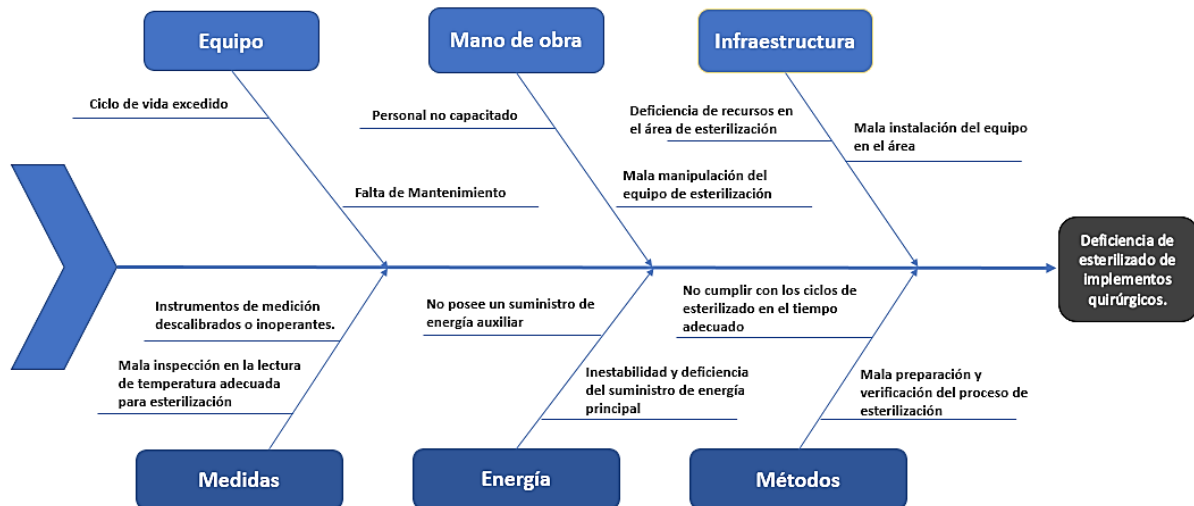 Equipo
Mano de obra
Infraestructura
Ciclo de vida excedido
Falta de Mantenimiento
Personal no capacitado
Mala manipulación del
equipo de esterilización
Deficiencia de recursos en
el área de esterilización
Mala instalación del equipo
en el área
Deficiencia de
esterilizado de
implementos
quirúrgicos.
Instrumentos de medición
descalibrados o inoperantes.
Mala inspección en la lectura
de temperatura adecuada
para esterilización
No posee un suministro de
energía auxiliar
Inestabilidad y deficiencia
del suministro de energía
principal
No cumplir con los ciclos de
esterilizado en el tiempo
adecuado
Mala preparación y
verificación del proceso de
esterilización
Medidas
Energía
Métodos